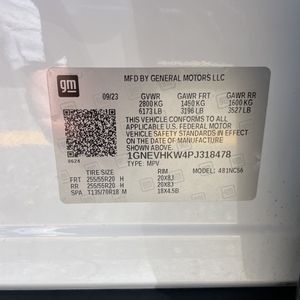 gm
MFD BY GENERAL MOTORS LLC
09/23 GVWR GAWR FRT GAWR RR
2800 KG 1450 KG 1600 KG
6173 LB 3196 LB 3527 LB
THIS VEHICLE CONFORMS TO ALL APPLICABLE
U.S. FEDERAL MOTOR
VEHICLE SAFETY STANDARDS IN EFFECT
ON THE DATE OF MANUFACTURE
SHOWN ABOVE.
1GNEVHKW4PJ318478
0624 TYPE: MPV
TIRE SIZE RIM MODEL: 4B1NC56
FRT 255/55R20 H 20X8J
RR 255/55R20 H 20X8J
SPA T135/70R18 M 18X4.5B